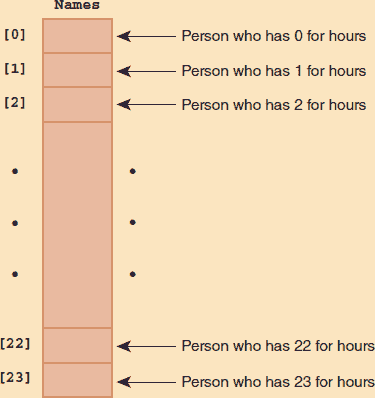 Names
[0] Person who has 0 for hours
[1] Person who has 1 for hours
[2] Person who has 2 for hours
[22] Person who has 22 for hours
[23] Person who has 23 for hours